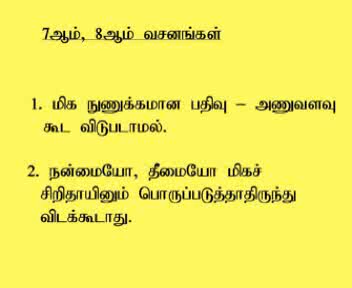 7ஆம், 8ஆம் வசனங்கள்
1. மிக நுணுக்கமான பதிவு – அணுவளவு
கூட விடுபடாமல்.
2. நன்மையோ, தீமையோ மிகச்
சிறிதாயினும் பொருப்படுத்தாதிருந்து
விடக்கூடாது.